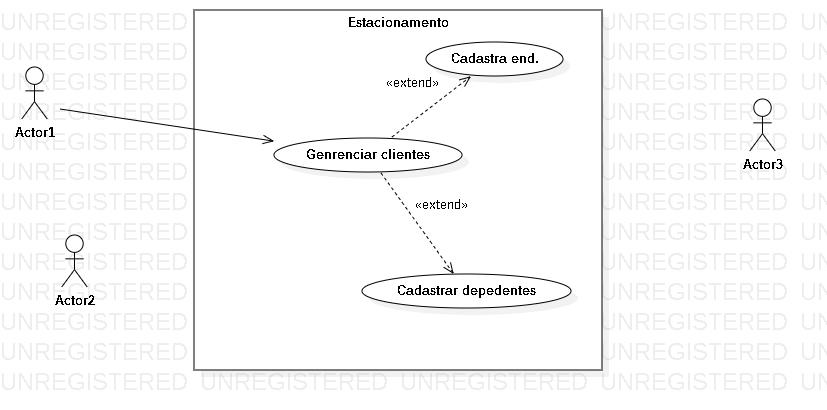 Estacionamento
Cadastra end.
«extend»
Actor1
Genrenciar clientes
Actor3
«extend»
Actor2
Cadastrar depedentes
UNREGISTERED UNREGISTERED UNREGISTERED UNREGISTERED